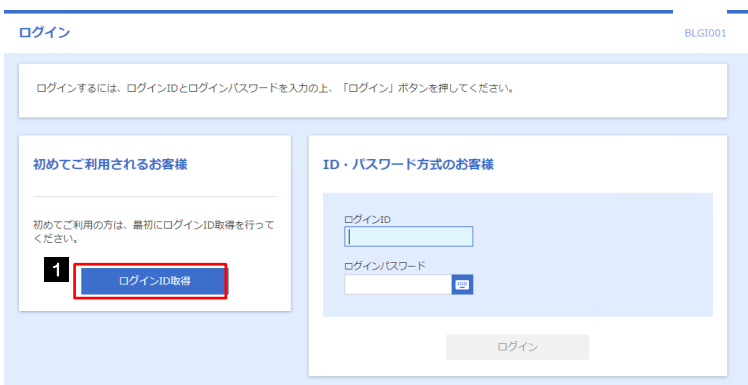 ログイン
BLGI001
ログインするには、ログインIDとログインパスワードを入力の上、「ログイン」ボタンを押してください。
初めてご利用されるお客様
初めてご利用の方は、最初にログインID取得を行って
ください。
1
ログインID取得
ID・パスワード方式のお客様
ログインID
ログインパスワード
ログイン